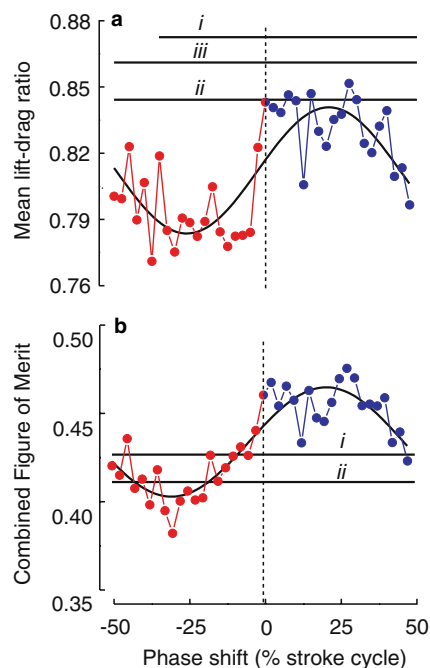 a
0.88
0.85
0.82
0.79
0.76
Mean lift-drag ratio
i
iii
ii
b
0.50
0.45
0.40
0.35
Combined Figure of Merit
i
ii
-50 -25 0 25 50
Phase shift (% stroke cycle)